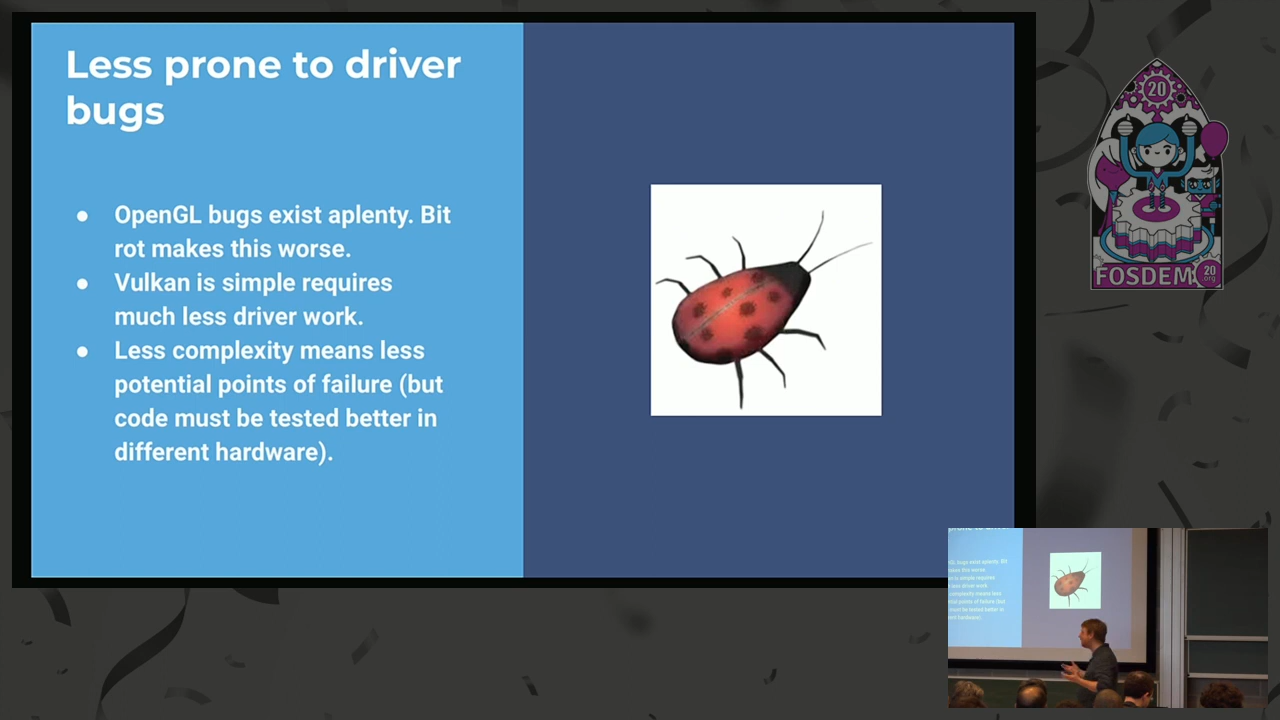 Less prone to driver
bugs
● OpenGL bugs exist aplenty. Bit
rot makes this worse.
● Vulkan is simple requires
much less driver work.
● Less complexity means less
potential points of failure (but
code must be tested better in
different hardware).
20
FOSDEM
20
.org